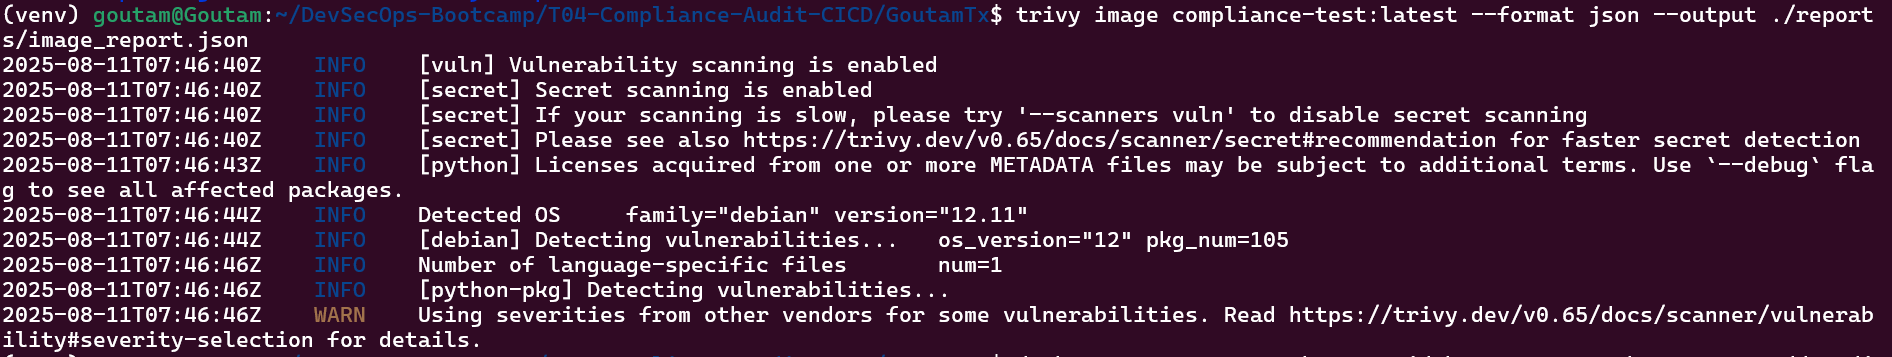 (venv) goutam@Goutam:~/DevSecOps-Bootcamp/T04-Compliance-Audit-CICD/GoutamTx$ trivy image compliance-test:latest --format json --output ./report
s/image_report.json
2025-08-11T07:46:40Z    INFO    [vuln] Vulnerability scanning is enabled
2025-08-11T07:46:40Z    INFO    [secret] Secret scanning is enabled
2025-08-11T07:46:40Z    INFO    [secret] If your scanning is slow, please try '--scanners vuln' to disable secret scanning
2025-08-11T07:46:40Z    INFO    [secret] Please see also https://trivy.dev/v0.65/docs/scanner/secret#recommendation for faster secret detection
2025-08-11T07:46:43Z    INFO    [python] Licenses acquired from one or more METADATA files may be subject to additional terms. Use `--debug` fla
g to see all affected packages.
2025-08-11T07:46:44Z    INFO    Detected OS     family="debian" version="12.11"
2025-08-11T07:46:44Z    INFO    [debian] Detecting vulnerabilities...   os_version="12" pkg_num=105
2025-08-11T07:46:46Z    INFO    Number of language-specific files       num=1
2025-08-11T07:46:46Z    INFO    [python-pkg] Detecting vulnerabilities...
2025-08-11T07:46:46Z    WARN    Using severities from other vendors for some vulnerabilities. Read https://trivy.dev/v0.65/docs/scanner/vulnerab
ility#severity-selection for details.